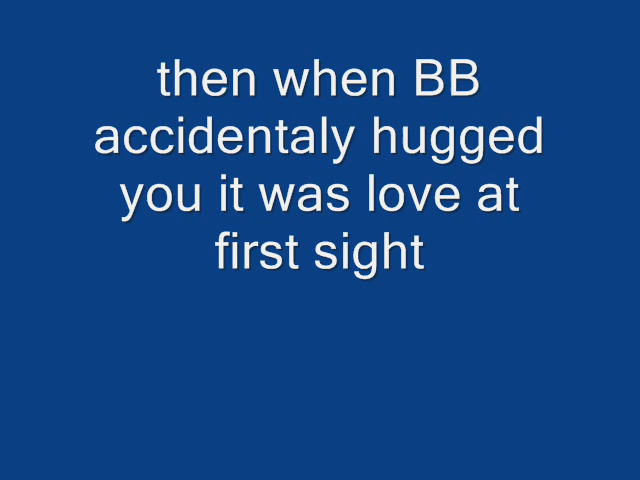 then when BB
accidentaly hugged
you it was love at
first sight